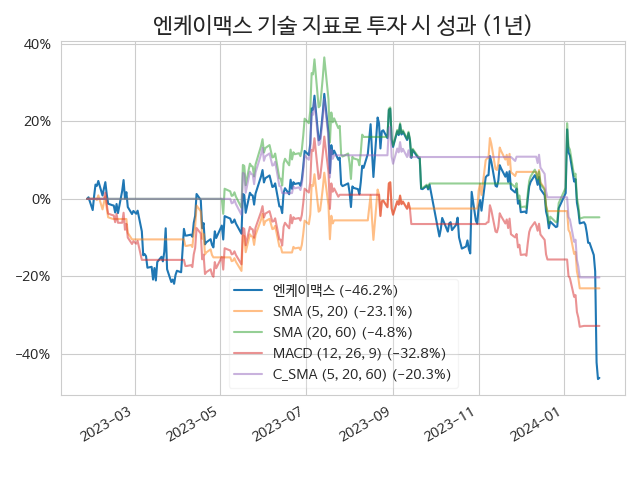 엔케이맥스 기술 지표로 투자 시 성과 (1년)
40%
20%
0%
−20%
−40%
엔케이맥스 (−46.2%)
SMA (5, 20) (−23.1%)
SMA (20, 60) (−4.8%)
MACD (12, 26, 9) (−32.8%)
C_SMA (5, 20, 60) (−20.3%)
2023−03
2023−05
2023−07
2023−09
2023−11
2024−01